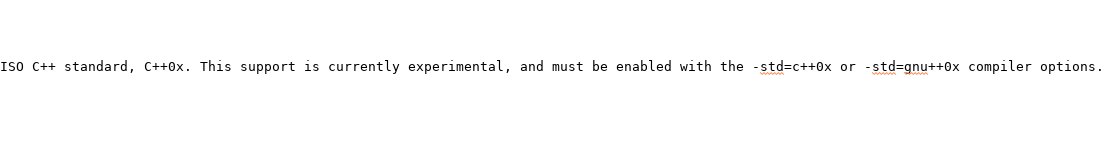 ISO C++ standard, C++0x. This support is currently experimental, and must be enabled with the -std=c++0x or -std=gnu++0x compiler options.